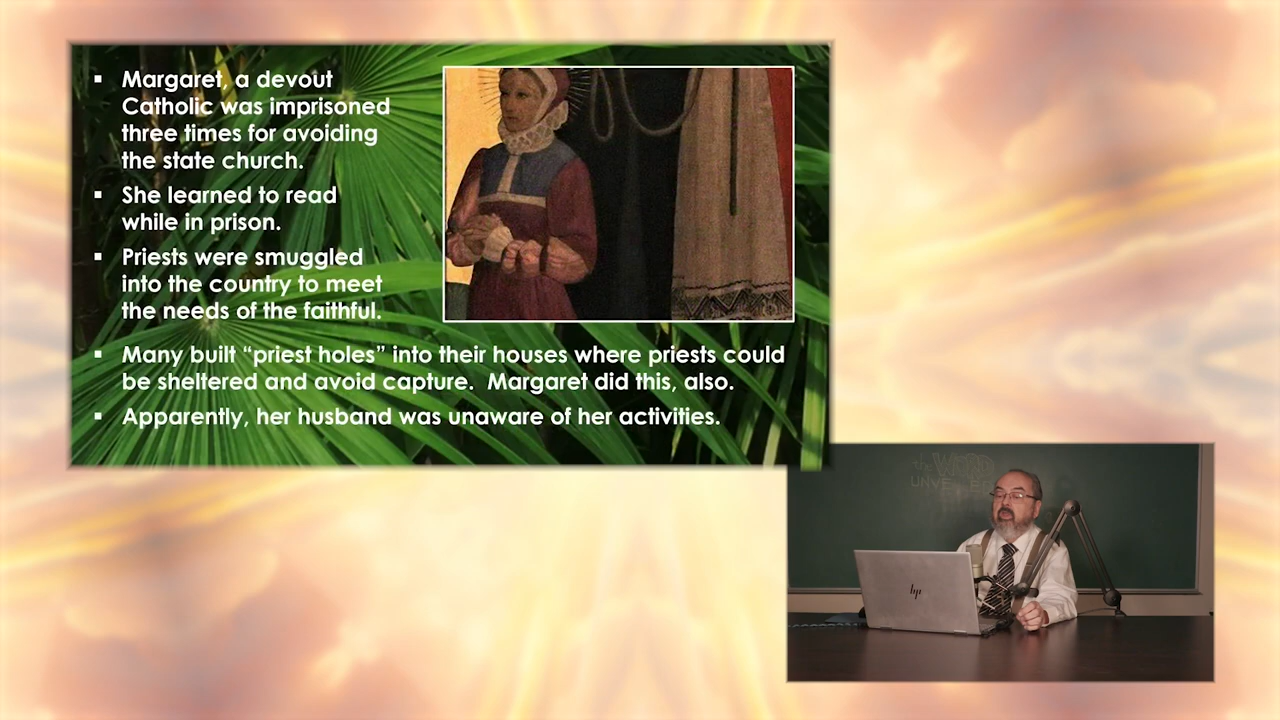 ▪ Margaret, a devout
Catholic was imprisoned
three times for avoiding
the state church.
▪ She learned to read
while in prison.
▪ Priests were smuggled
into the country to meet
the needs of the faithful.
▪ Many built “priest holes” into their houses where priests could
be sheltered and avoid capture.  Margaret did this, also.
▪ Apparently, her husband was unaware of her activities.
the WORD
hp